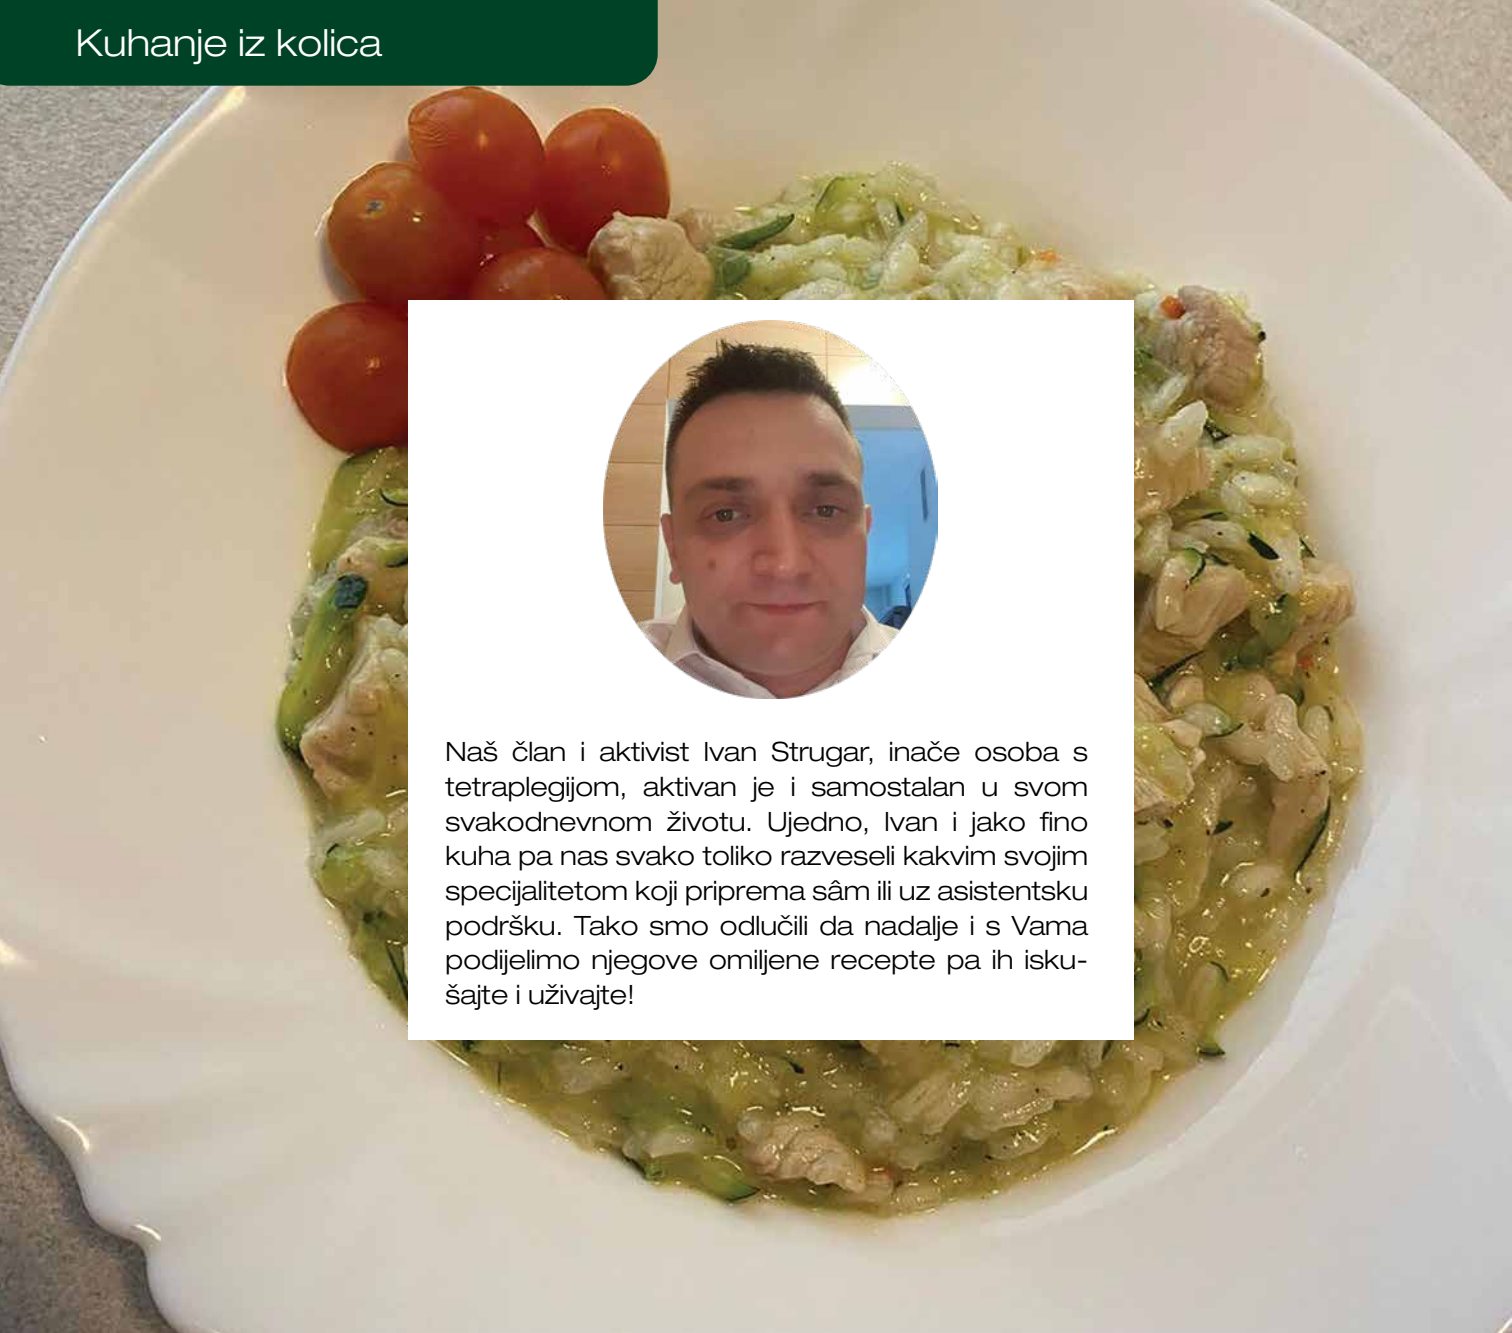 Kuhanje iz kolica
Naš član i aktivist Ivan Strugar, inače osoba s
tetraplegijom, aktivan je i samostalan u svom
svakodnevnom životu. Ujedno, Ivan i jako fino
kuha pa nas svako toliko razveseli kakvim svojim
specijalitetom koji priprema sâm ili uz asistentsku
podršku. Tako smo odlučili da nadalje i s Vama
podijelimo njegove omiljene recepte pa ih isku-
šajte i uživajte!